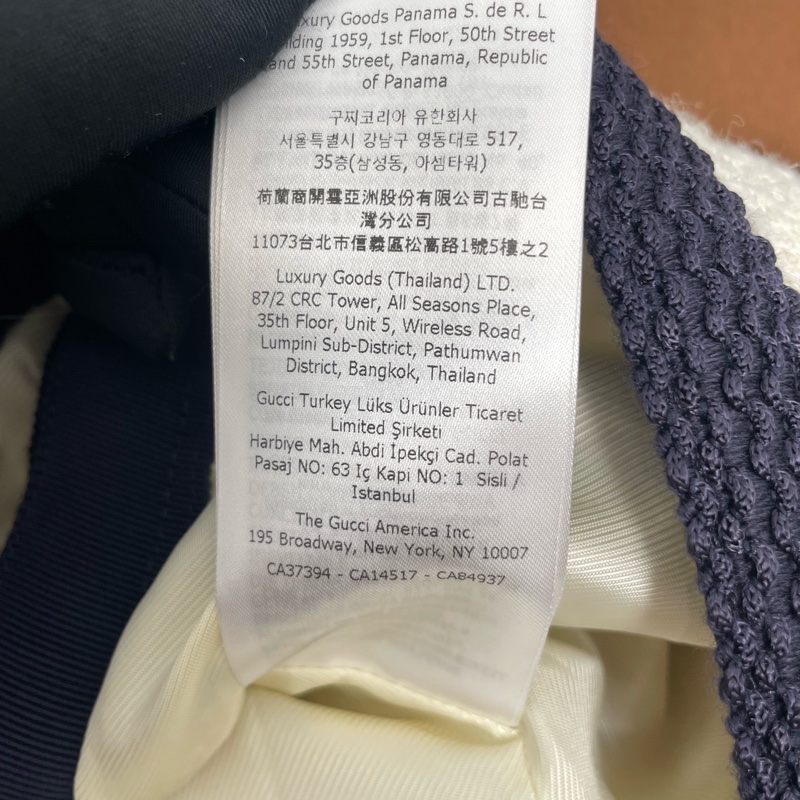 xury Goods Panama S. de R. L
ilding 1959, 1st Floor, 50th Street
and 55th Street, Panama, Republic
of Panama
구찌코리아 유한회사
서울특별시 강남구 영동대로 517,
35층(삼성동, 아셈타워)
荷蘭商開雲亞洲股份有限公司古馳台
灣分公司
11073台北市信義區松高路1號5樓之2
Luxury Goods (Thailand) LTD.
87/2 CRC Tower, All Seasons Place,
35th Floor, Unit 5, Wireless Road,
Lumpini Sub-District, Pathumwan
District, Bangkok, Thailand
Gucci Turkey Lüks Ürünler Ticaret
Limited Şirketi
Harbiye Mah. Abdi İpekçi Cad. Polat
Pasaj NO: 63 Iç Kapi NO: 1 Sisli /
Istanbul
The Gucci America Inc.
195 Broadway, New York, NY 10007
CA37394 - CA14517 - CA84937